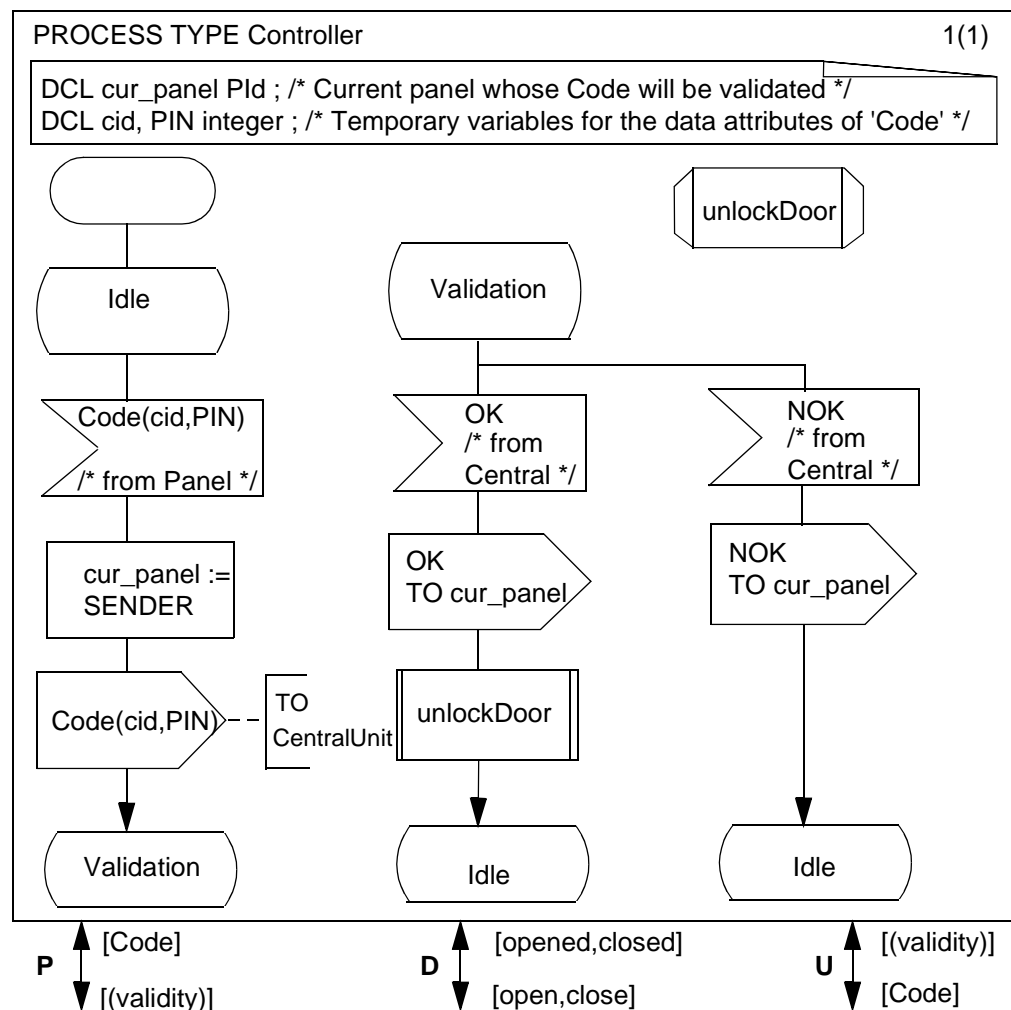 PROCESS TYPE Controller 1(1)
DCL cur_panel PId ; /* Current panel whose Code will be validated */
DCL cid, PIN integer ; /* Temporary variables for the data attributes of 'Code' */
unlockDoor
Idle
Code(cid,PIN)
/* from Panel */
cur_panel :=
SENDER
Code(cid,PIN)
TO
CentralUnit
Validation
Validation
OK
/* from
Central */
OK
TO cur_panel
unlockDoor
Idle
NOK
/* from
Central */
NOK
TO cur_panel
Idle
P
[Code]
[(validity)]
D
[opened,closed]
[open,close]
U
[(validity)]
[Code]